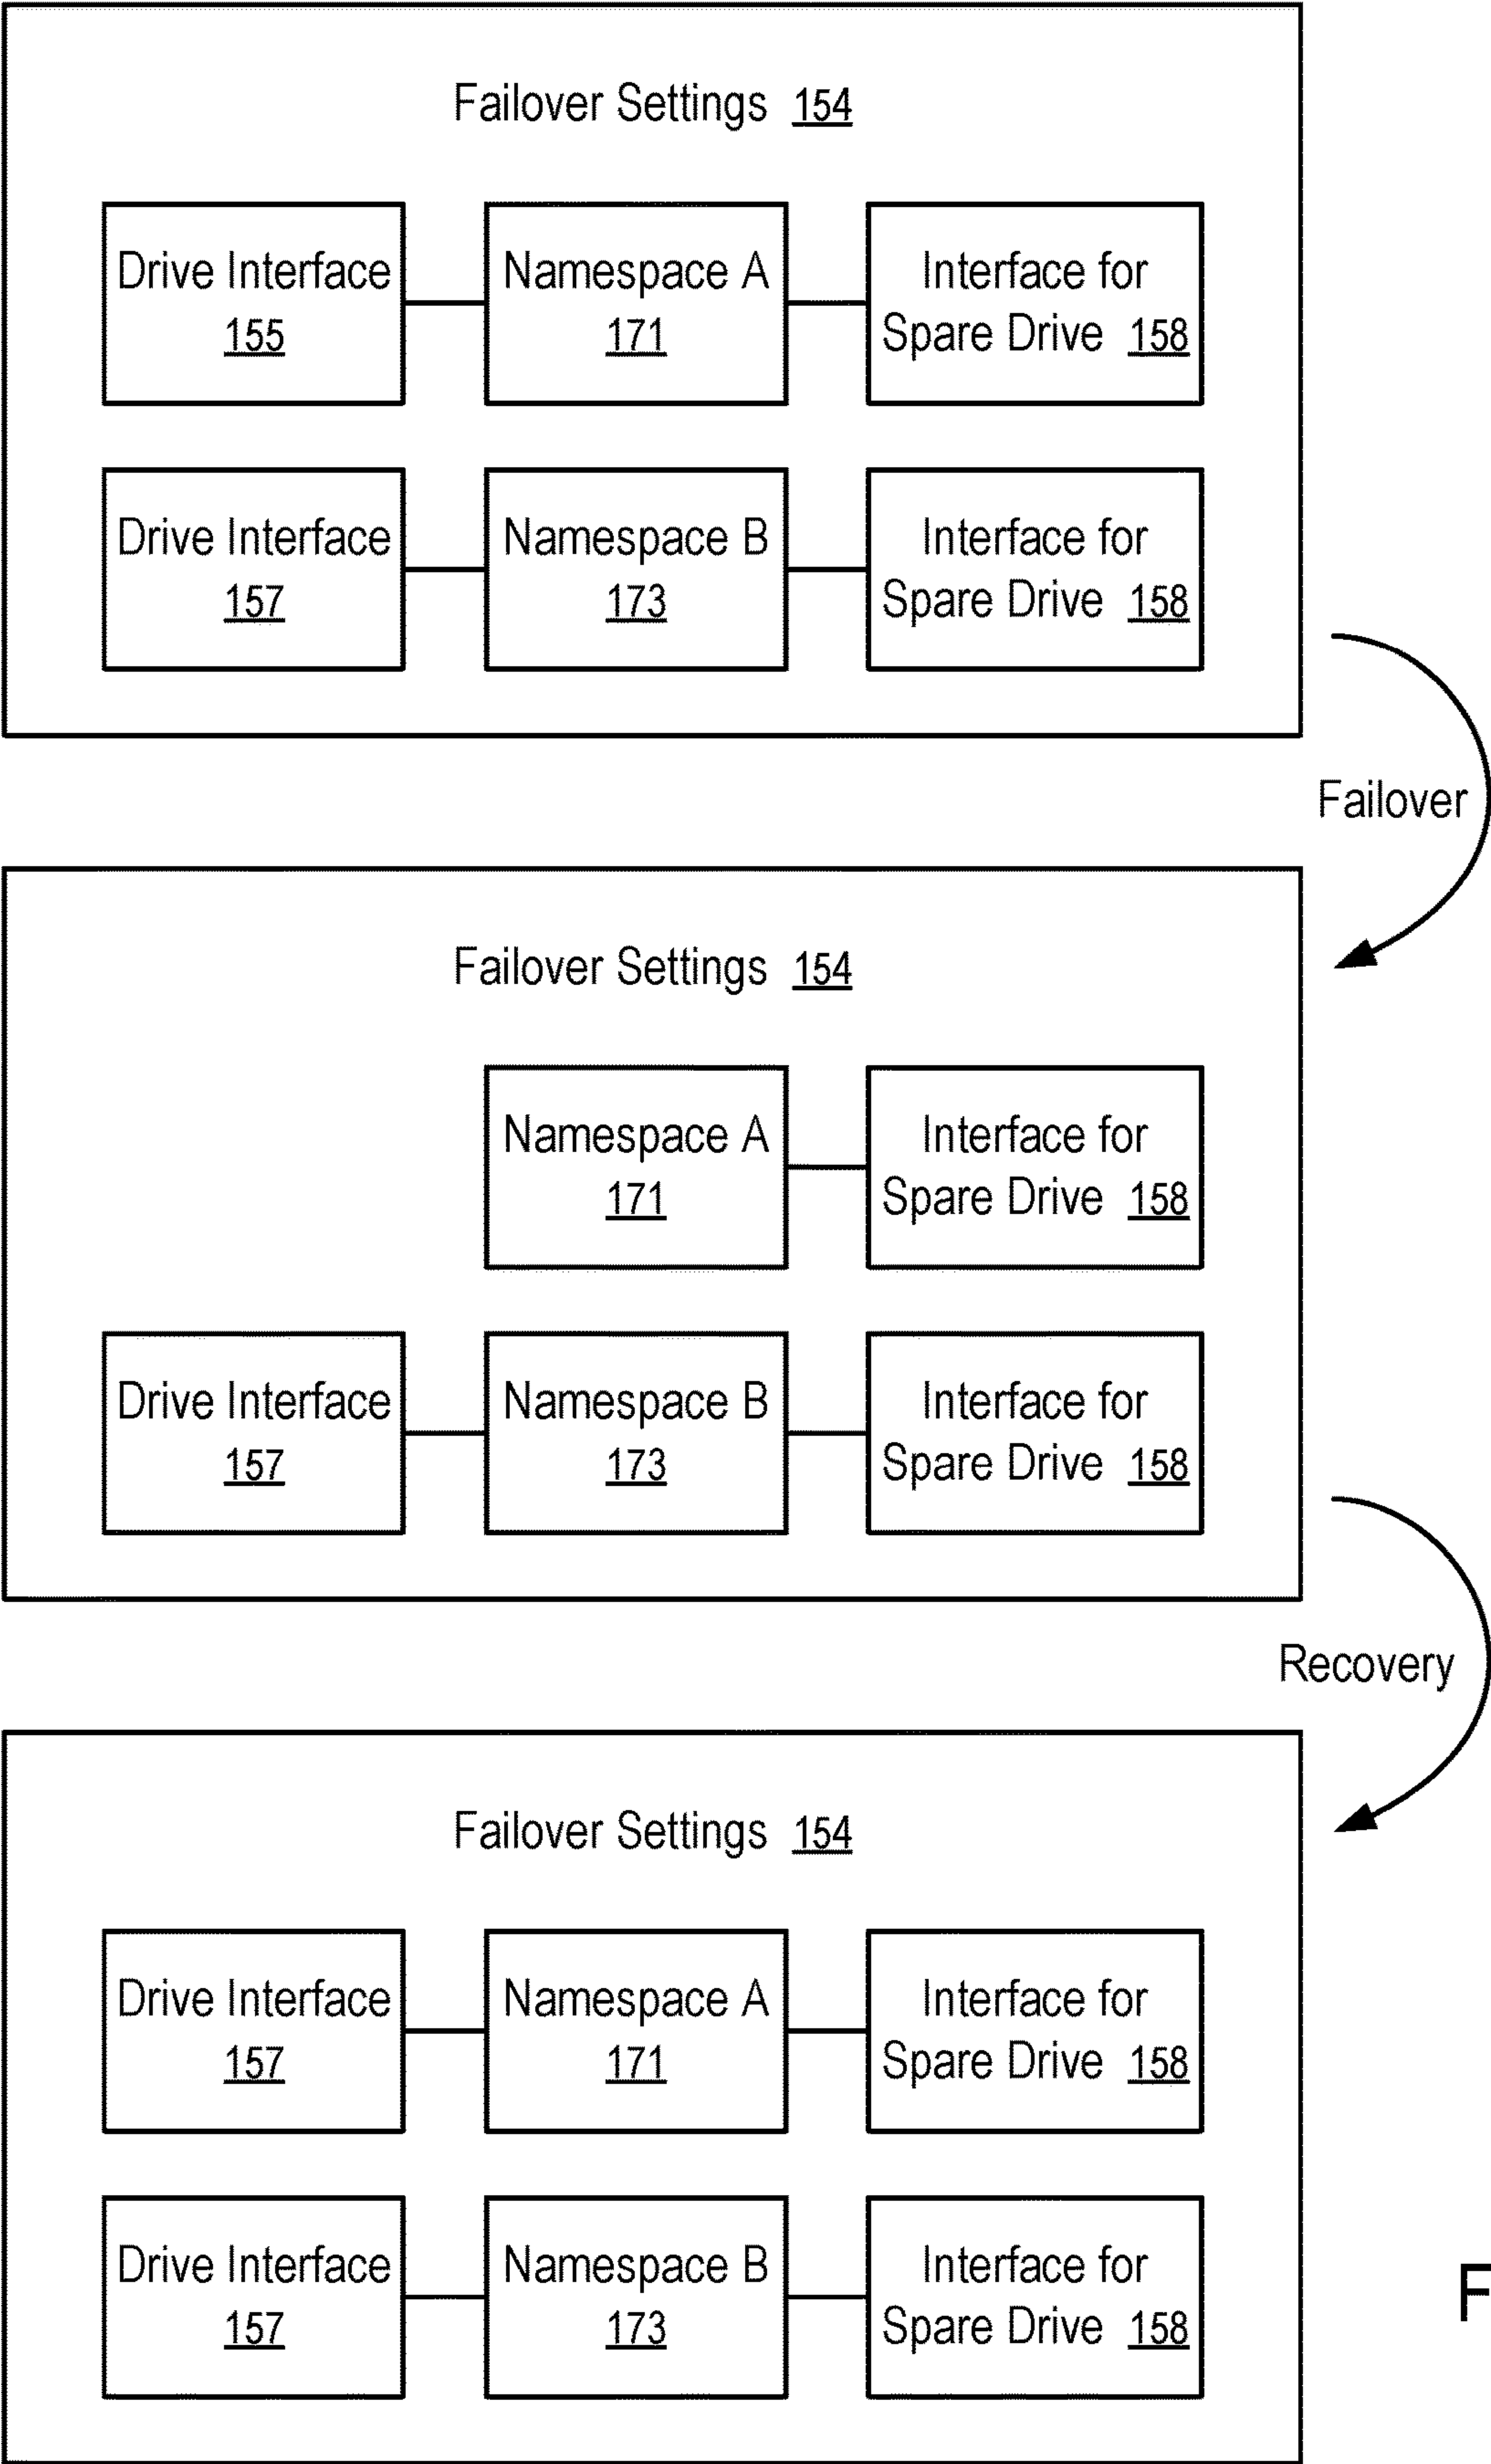 Failover Settings 154
Drive Interface
155
Namespace A
171
Interface for
Spare Drive 158
Drive Interface
157
Namespace B
173
Interface for
Spare Drive 158
Failover
Failover Settings 154
Namespace A
171
Interface for
Spare Drive 158
Drive Interface
157
Namespace B
173
Interface for
Spare Drive 158
Recovery
Failover Settings 154
Drive Interface
157
Namespace A
171
Interface for
Spare Drive 158
Drive Interface
157
Namespace B
173
Interface for
Spare Drive 158
F